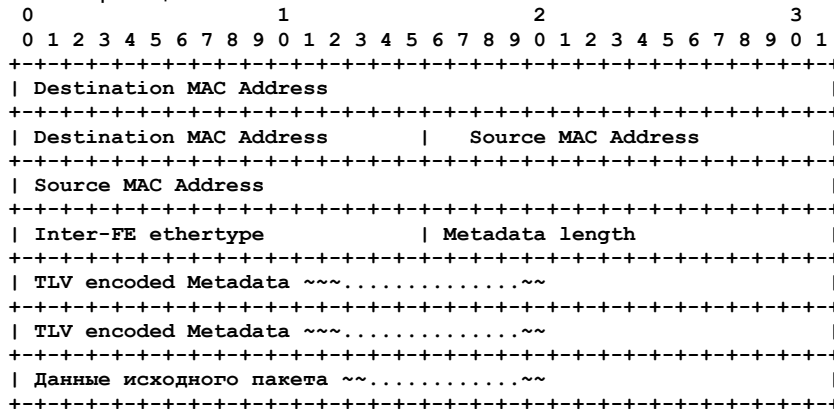 0                   1                   2                   3
 0 1 2 3 4 5 6 7 8 9 0 1 2 3 4 5 6 7 8 9 0 1 2 3 4 5 6 7 8 9 0 1
+-+-+-+-+-+-+-+-+-+-+-+-+-+-+-+-+-+-+-+-+-+-+-+-+-+-+-+-+-+-+-+-+
| Destination MAC Address                                       |
+-+-+-+-+-+-+-+-+-+-+-+-+-+-+-+-+-+-+-+-+-+-+-+-+-+-+-+-+-+-+-+-+
| Destination MAC Address       |   Source MAC Address          |
+-+-+-+-+-+-+-+-+-+-+-+-+-+-+-+-+-+-+-+-+-+-+-+-+-+-+-+-+-+-+-+-+
| Source MAC Address                                            |
+-+-+-+-+-+-+-+-+-+-+-+-+-+-+-+-+-+-+-+-+-+-+-+-+-+-+-+-+-+-+-+-+
| Inter-FE ethertype            | Metadata length               |
+-+-+-+-+-+-+-+-+-+-+-+-+-+-+-+-+-+-+-+-+-+-+-+-+-+-+-+-+-+-+-+-+
| TLV encoded Metadata ~~~..............~~                      |
+-+-+-+-+-+-+-+-+-+-+-+-+-+-+-+-+-+-+-+-+-+-+-+-+-+-+-+-+-+-+-+-+
| TLV encoded Metadata ~~~..............~~                      |
+-+-+-+-+-+-+-+-+-+-+-+-+-+-+-+-+-+-+-+-+-+-+-+-+-+-+-+-+-+-+-+-+
| Данные исходного пакета ~~............~~                      |
+-+-+-+-+-+-+-+-+-+-+-+-+-+-+-+-+-+-+-+-+-+-+-+-+-+-+-+-+-+-+-+-+